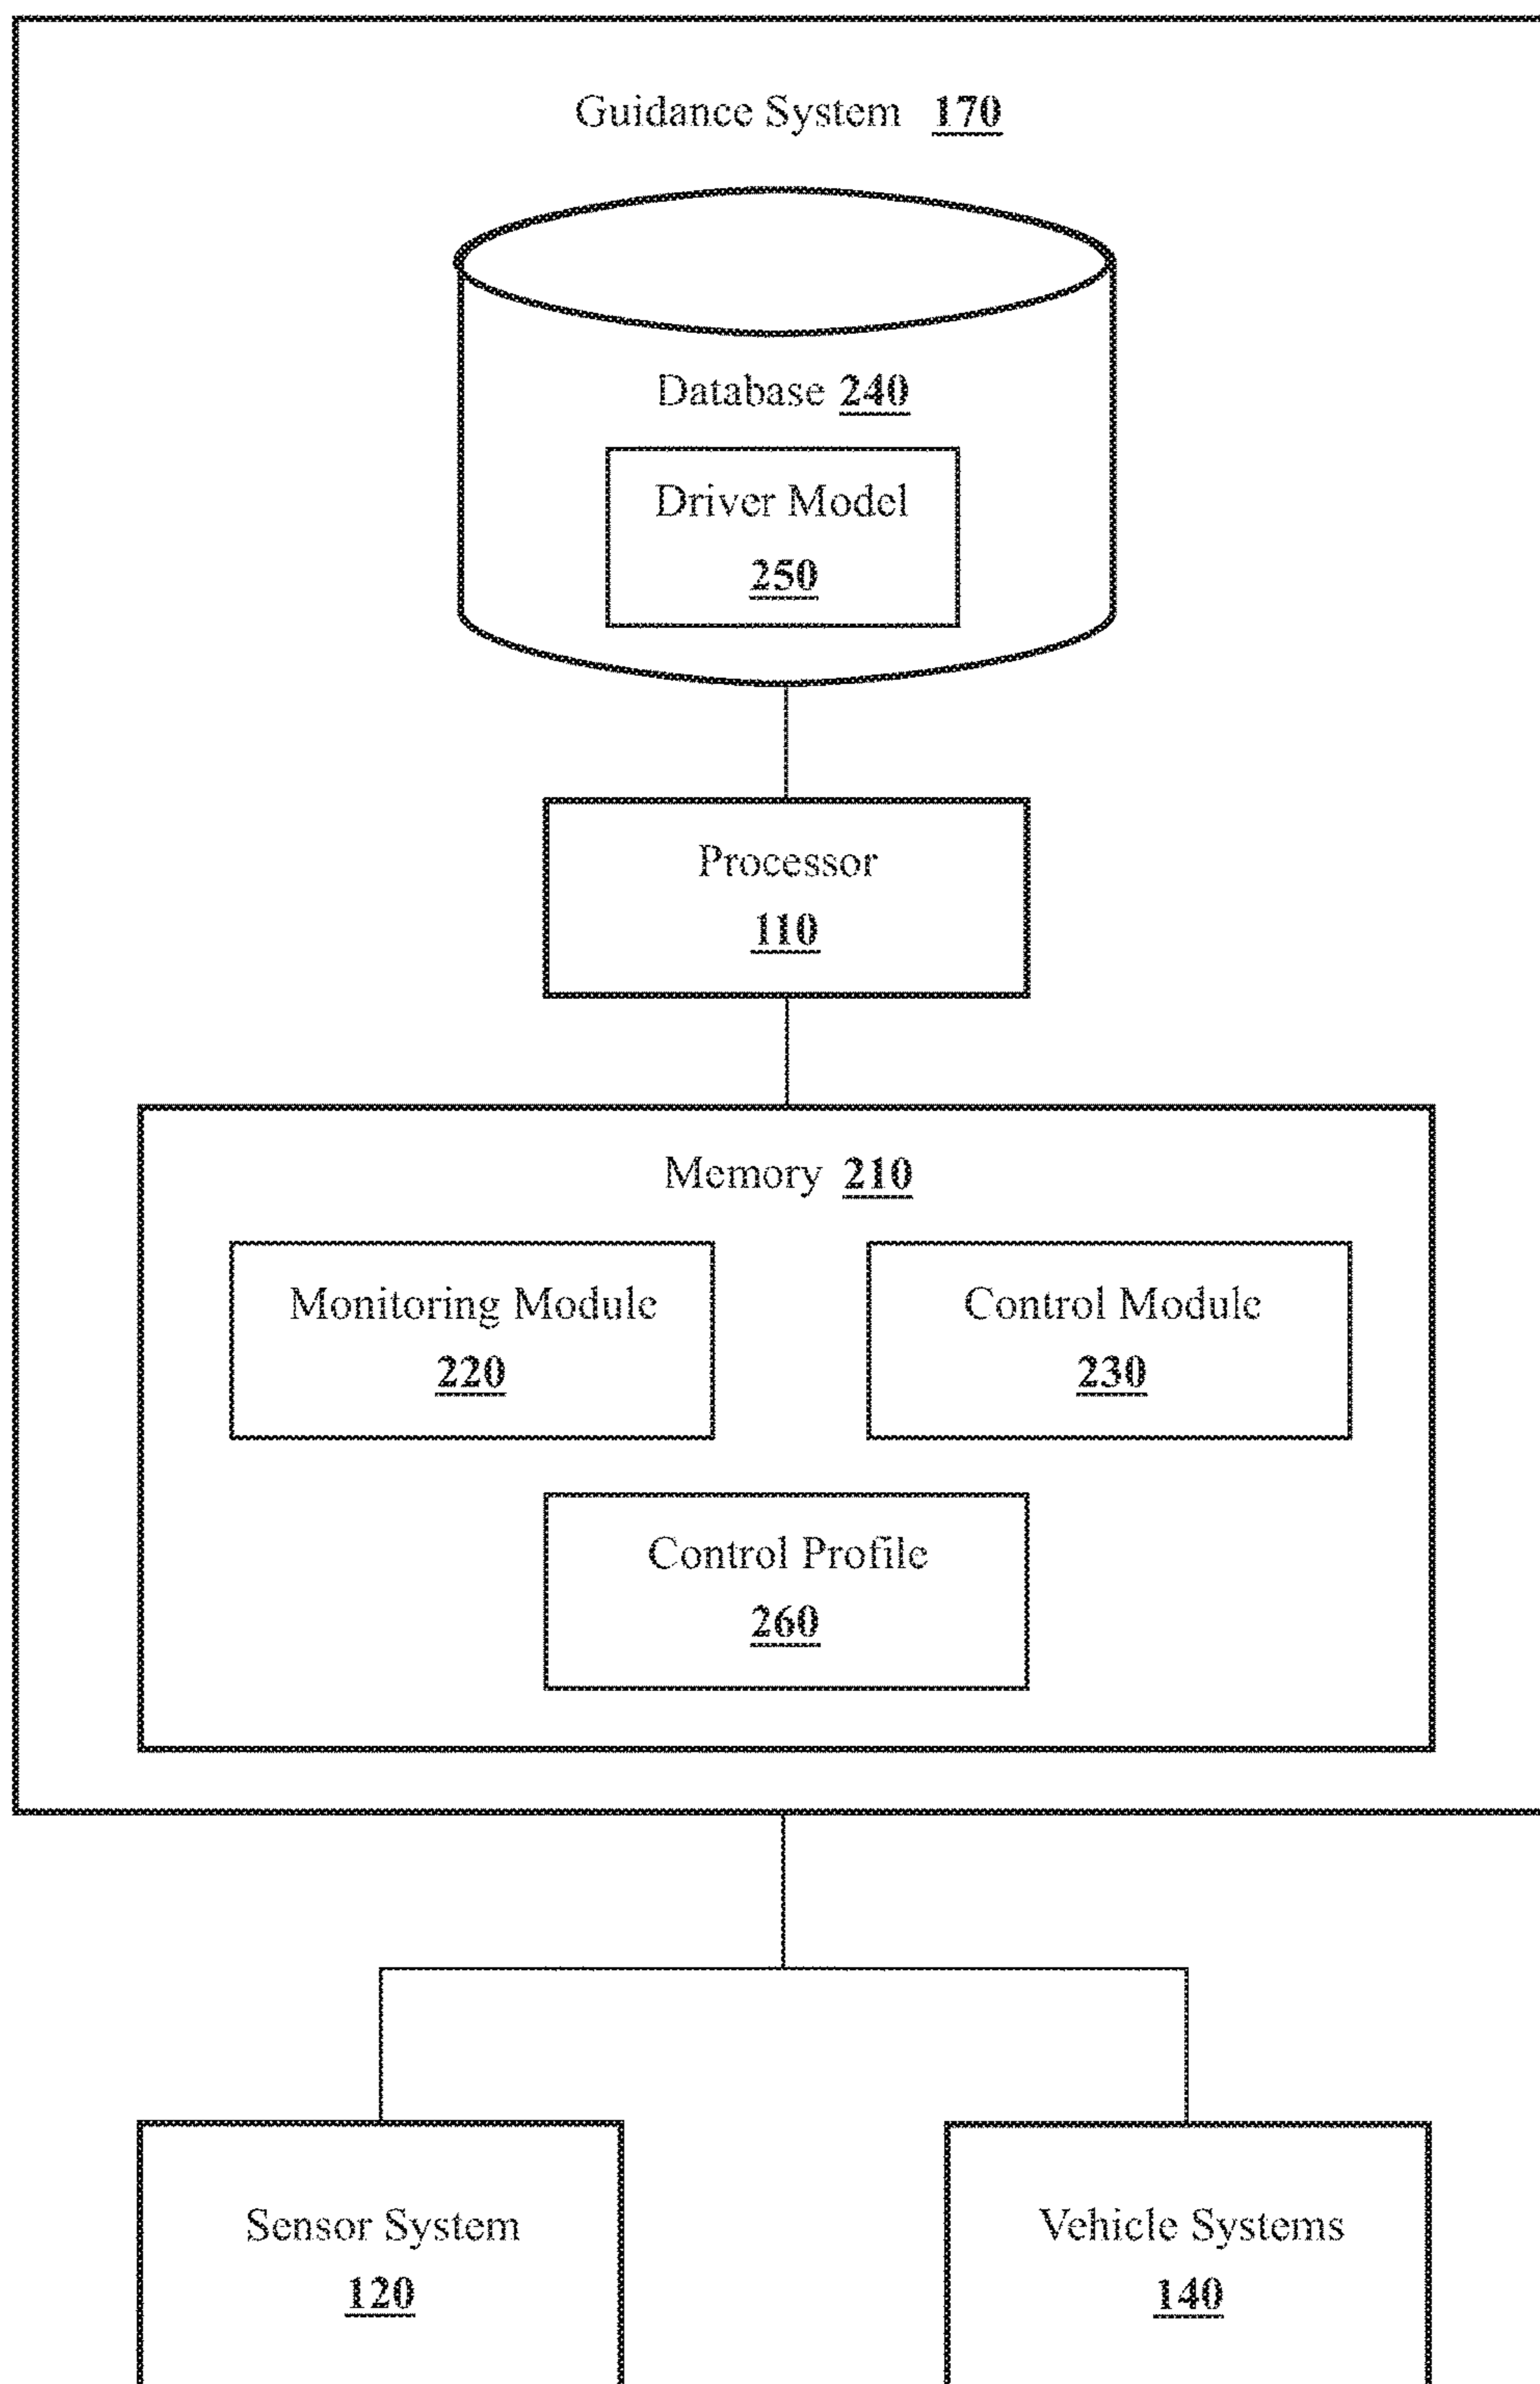 Guidance System 170
Database 240
Driver Model
250
Processor
110
Memory 210
Monitoring Module
220
Control Module
230
Control Profile
260
Sensor System
120
Vehicle Systems
140